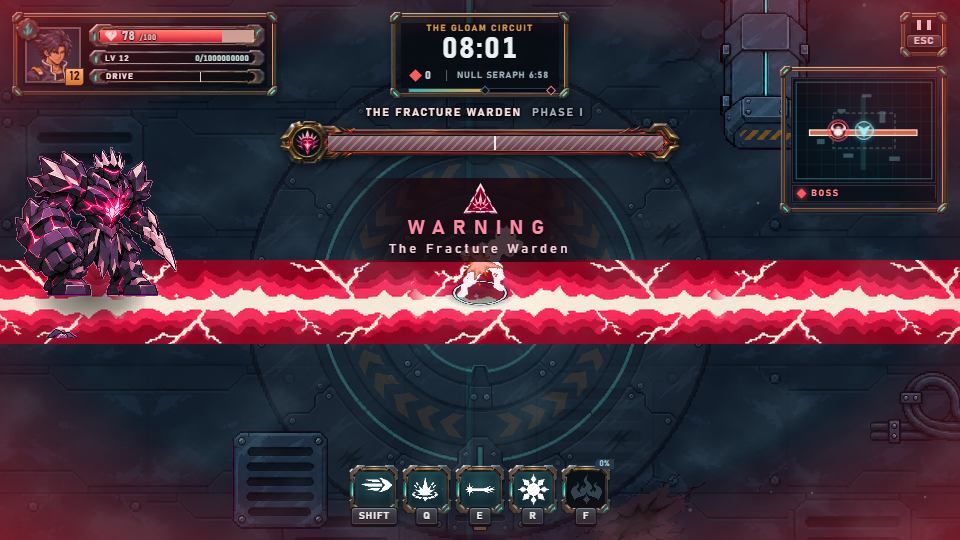 78 /100
LV 12 0/1000000000
12
DRIVE
THE GLOAM CIRCUIT
08:01
0 NULL SERAPH 6:58
ESC
THE FRACTURE WARDEN PHASE I
BOSS
WARNING
The Fracture Warden
0%
SHIFT Q E R F